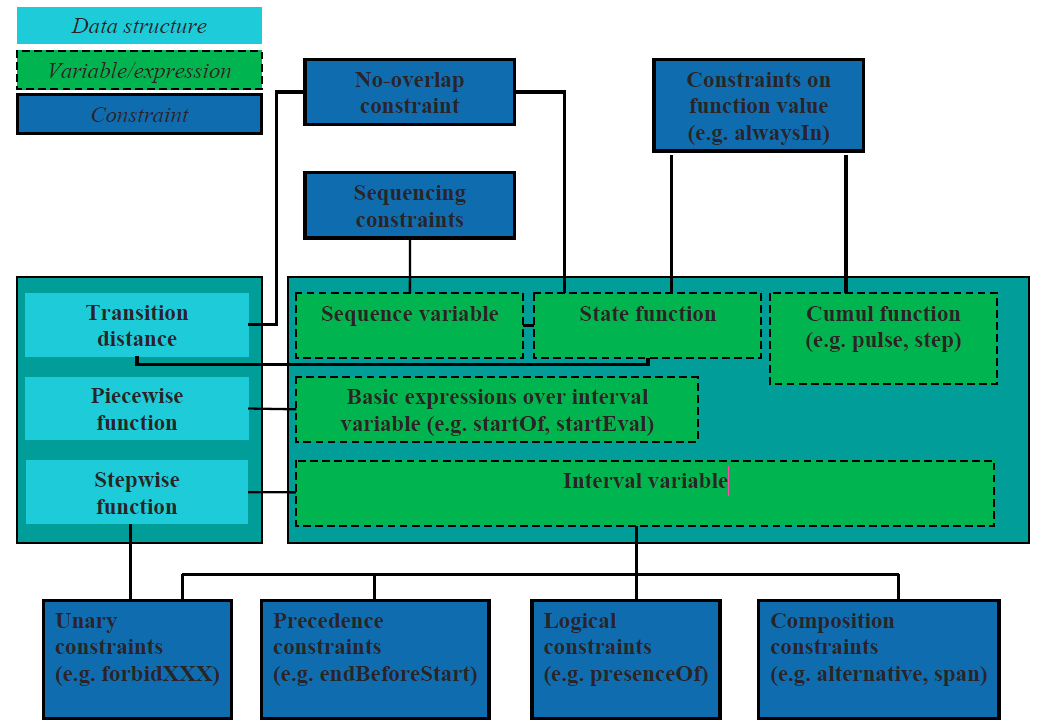 Data structure
Variable/expression
Constraint
No-overlap
constraint
Constraints on
function value
(e.g. alwaysIn)
Sequencing
constraints
Transition
distance
Sequence variable
State function
Cumul function
(e.g. pulse, step)
Piecewise
function
Basic expressions over interval
variable (e.g. startOf, startEval)
Stepwise
function
Interval variable
Unary
constraints
(e.g. forbidXXX)
Precedence
constraints
(e.g. endBeforeStart)
Logical
constraints
(e.g. presenceOf)
Composition
constraints
(e.g. alternative, span)